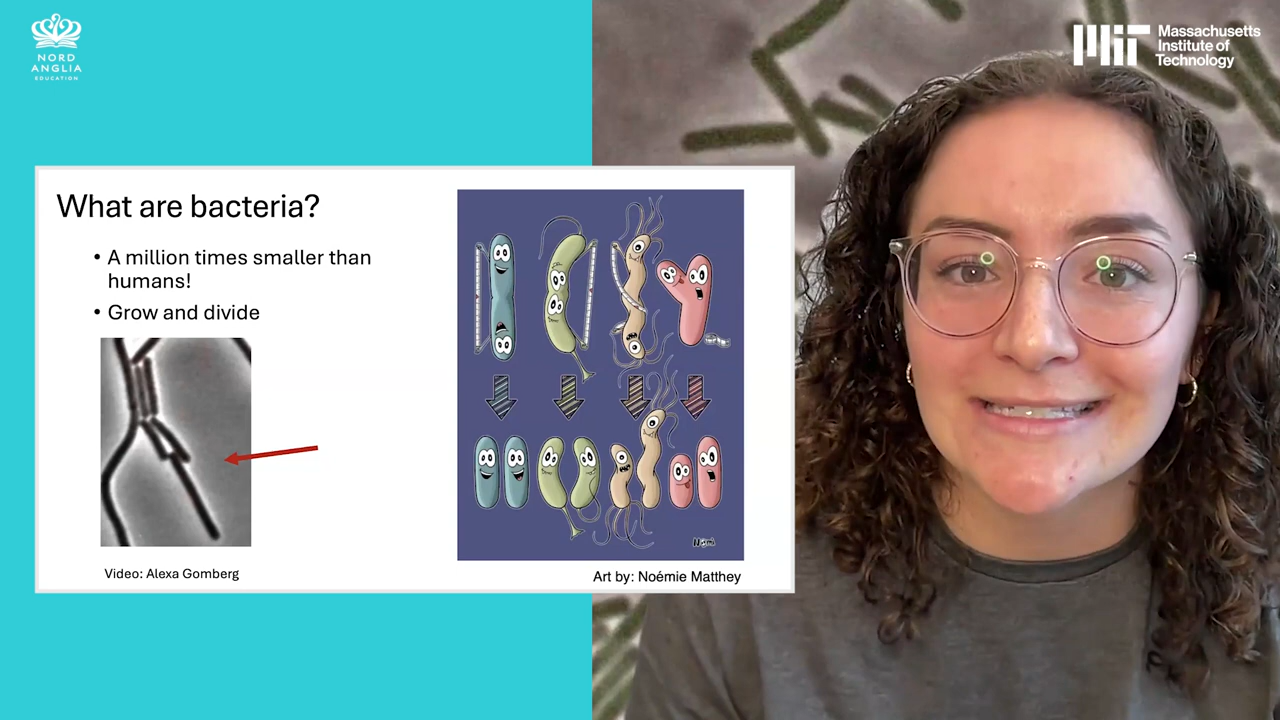 NORD
ANGLIA
EDUCATION
MIT
Massachusetts
Institute of
Technology
What are bacteria?
• A million times smaller than
humans!
• Grow and divide
Video: Alexa Gomberg
Art by: Noémie Matthey